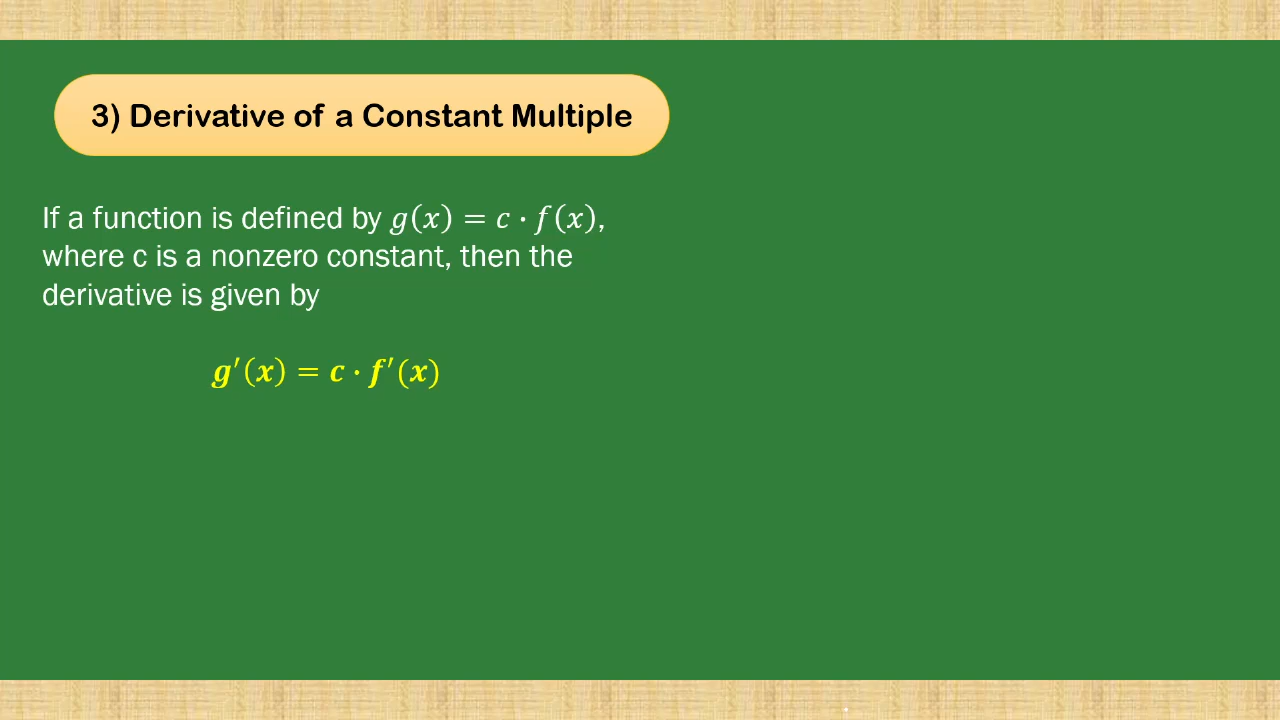 3) Derivative of a Constant Multiple
If a function is defined by g(x) = c · f(x),
where c is a nonzero constant, then the
derivative is given by
g′(x) = c · f′(x)